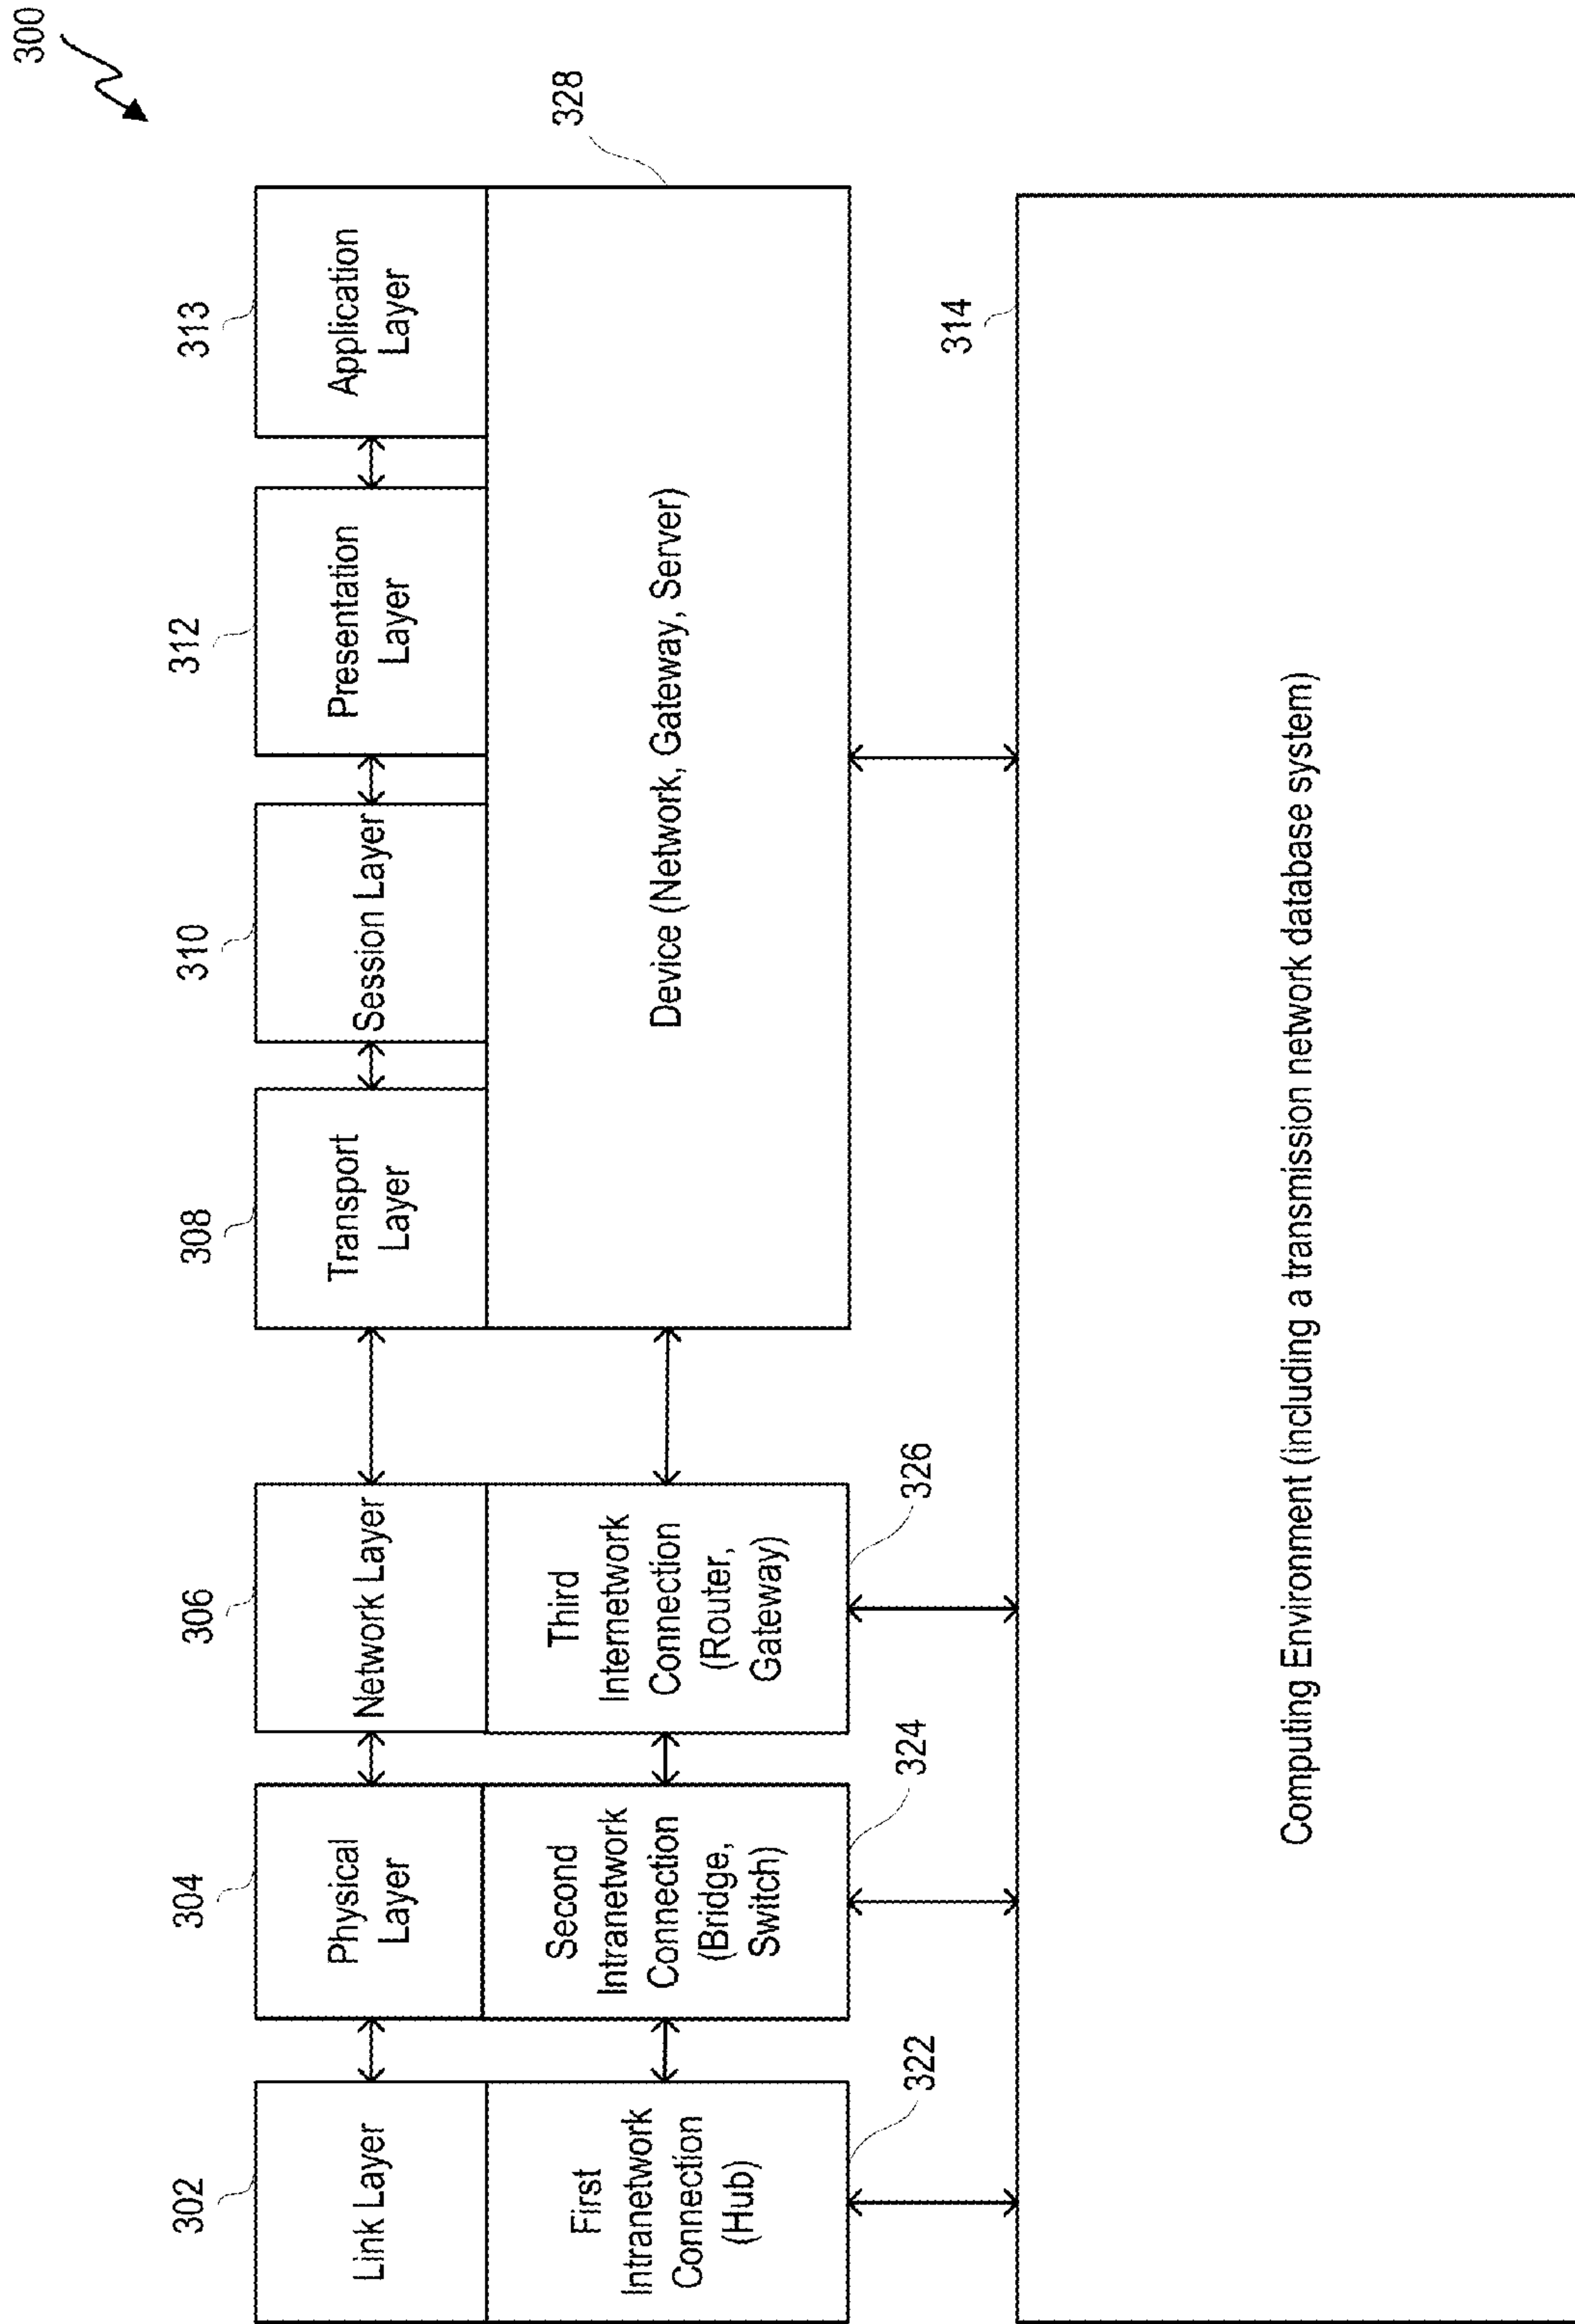 300
302
304
306
308
310
312
313
Link Layer
Physical
Layer
Network Layer
Transport
Layer
Session Layer
Presentation
Layer
Application
Layer
First
Intranetwork
Connection
(Hub)
Second
Intranetwork
Connection
(Bridge,
Switch)
Third
Internetwork
Connection
(Router,
Gateway)
Device (Network, Gateway, Server)
322
324
326
328
314
Computing Environment (including a transmission network database system)